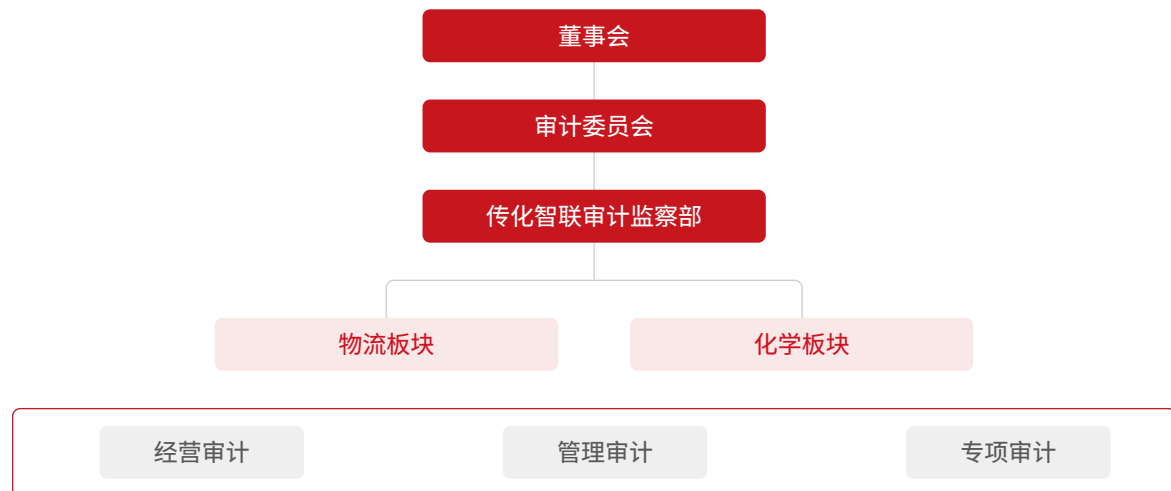 董事会
审计委员会
传化智联审计监察部
物流板块
化学板块
经营审计
管理审计
专项审计